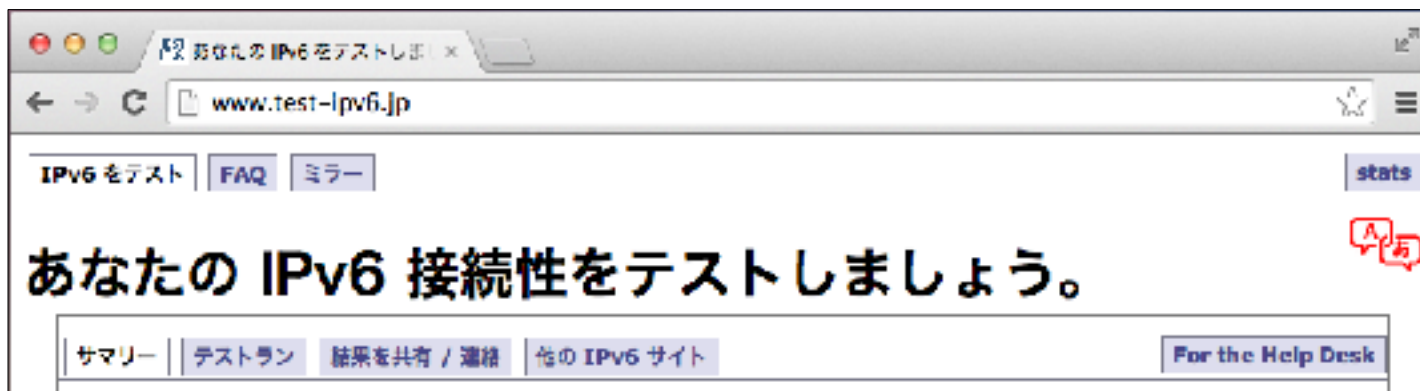 あなたの IPv6 をテストしまし
www.test-ipv6.jp
IPv6 をテスト FAQ ミラー stats
A あ
あなたの IPv6 接続性をテストしましょう。
サマリー テストラン 結果を共有 / 連絡 他の IPv6 サイト For the Help Desk